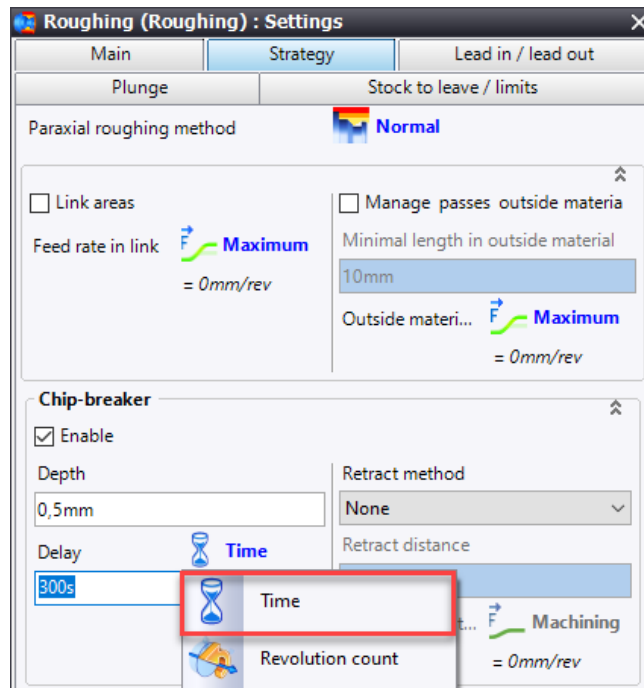 Roughing (Roughing) : Settings
Main Strategy Lead in / lead out
Plunge Stock to leave / limits
Paraxial roughing method Normal
Link areas
Feed rate in link F Maximum
= 0mm/rev
Manage passes outside materia
Minimal length in outside material
10mm
Outside materi... F Maximum
= 0mm/rev
Chip-breaker
Enable
Depth
0,5mm
Delay Time
300s
Time
Revolution count
Retract method
None
Retract distance
t... F Machining
= 0mm/rev